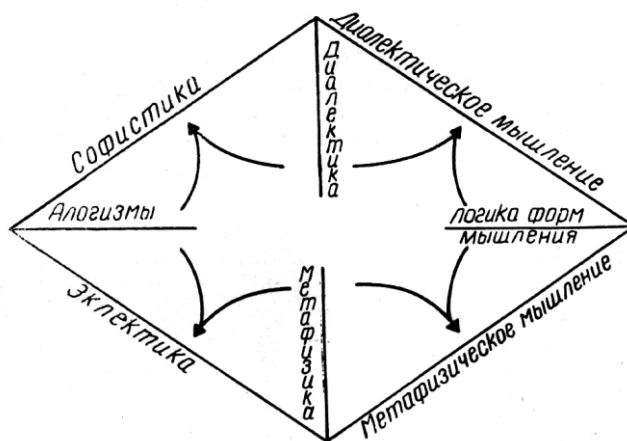 Софистика
Диалектика
Диалектическое мышление
Алогизмы
логика форм
мышления
Эклектика
метафизика
Метафизическое мышление